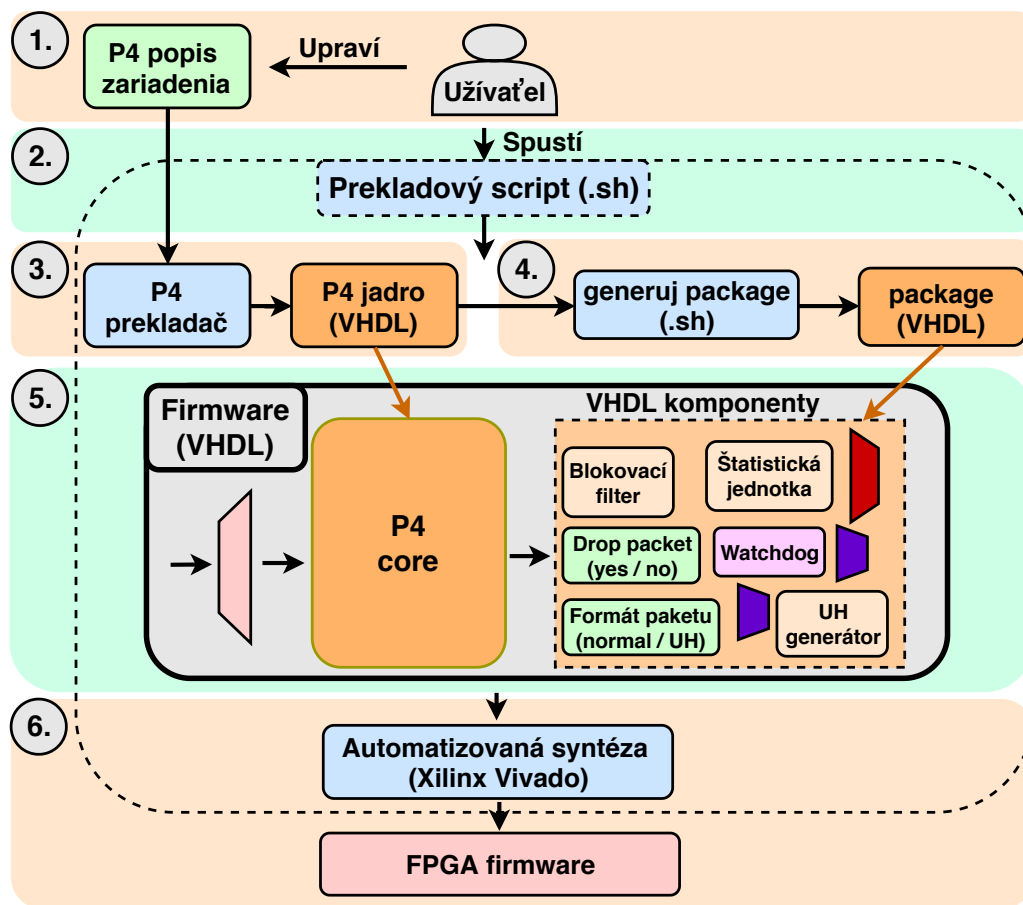 1.
P4 popis
zariadenia
Upraví
Užívateľ
2.
Spustí
Prekladový script (.sh)
3.
P4
prekladač
P4 jadro
(VHDL)
4.
generuj package
(.sh)
package
(VHDL)
5.
Firmware
(VHDL)
P4
core
VHDL komponenty
Blokovací
filter
Štatistická
jednotka
Drop packet
(yes / no)
Watchdog
Formát paketu
(normal / UH)
UH
generátor
6.
Automatizovaná syntéza
(Xilinx Vivado)
FPGA firmware